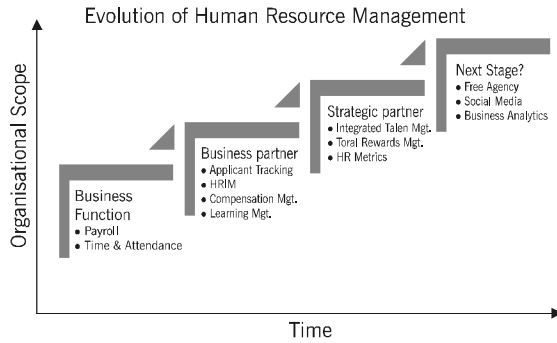 Evolution of Human Resource Management
Organisational Scope
Business
Function
• Payroll
• Time & Attendance
Business partner
• Applicant Tracking
• HRIM
• Compensation Mgt.
• Learning Mgt.
Strategic partner
• Integrated Talen Mgt.
• Toral Rewards Mgt.
• HR Metrics
Next Stage?
• Free Agency
• Social Media
• Business Analytics
Time